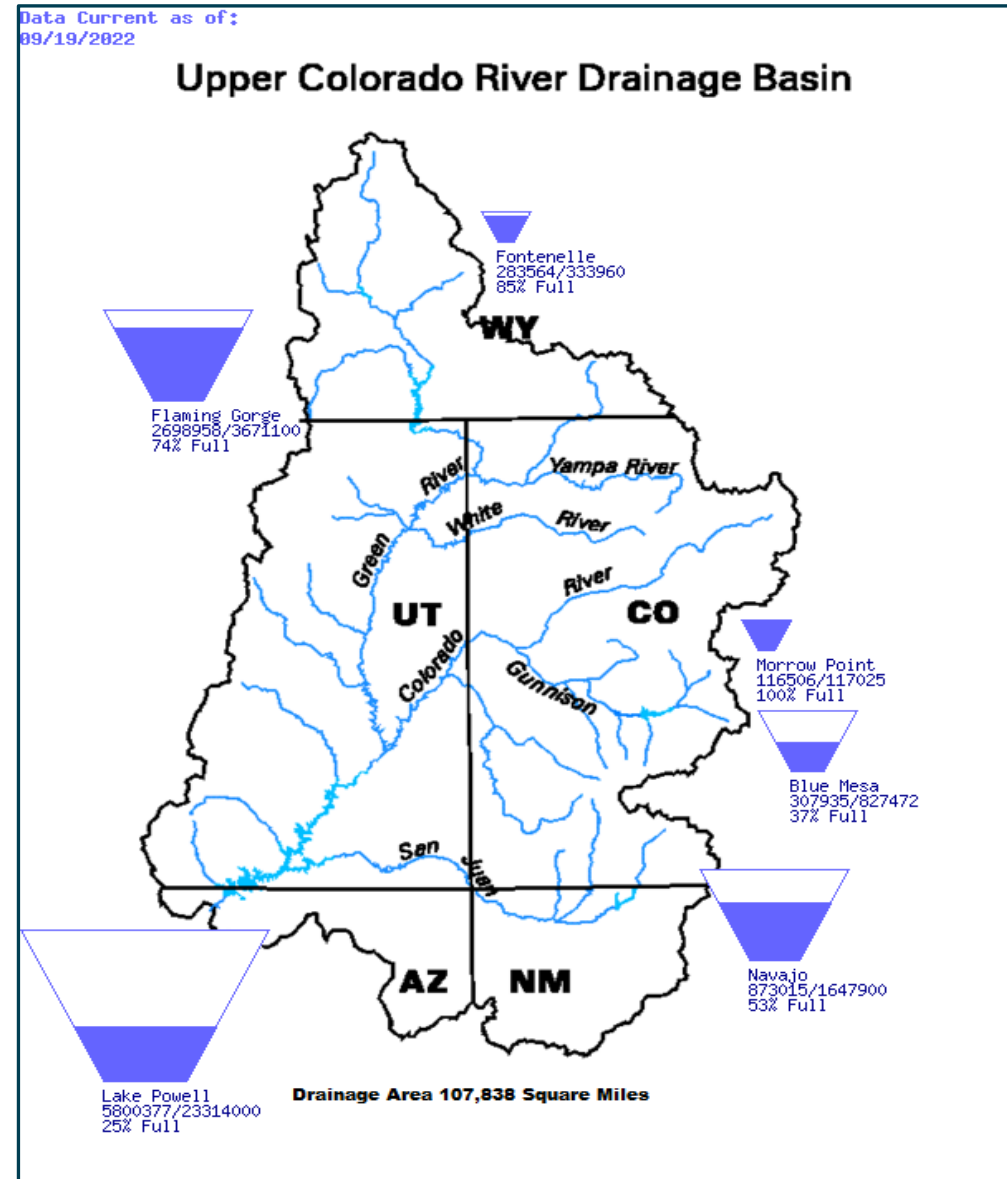 Data Current as of:
09/19/2022
Upper Colorado River Drainage Basin
Fontenelle
283564/333960
85% Full
WY
Flaming Gorge
2698958/3671100
74% Full
River
Yampa River
White
River
Green
River
UT
CO
Colorado
Gunnison
Morrow Point
116506/117025
100% Full
Blue Mesa
307935/827472
37% Full
San
Juan
Navajo
873015/1647900
53% Full
AZ
NM
Lake Powell
5800377/23314000
25% Full
Drainage Area 107,838 Square Miles